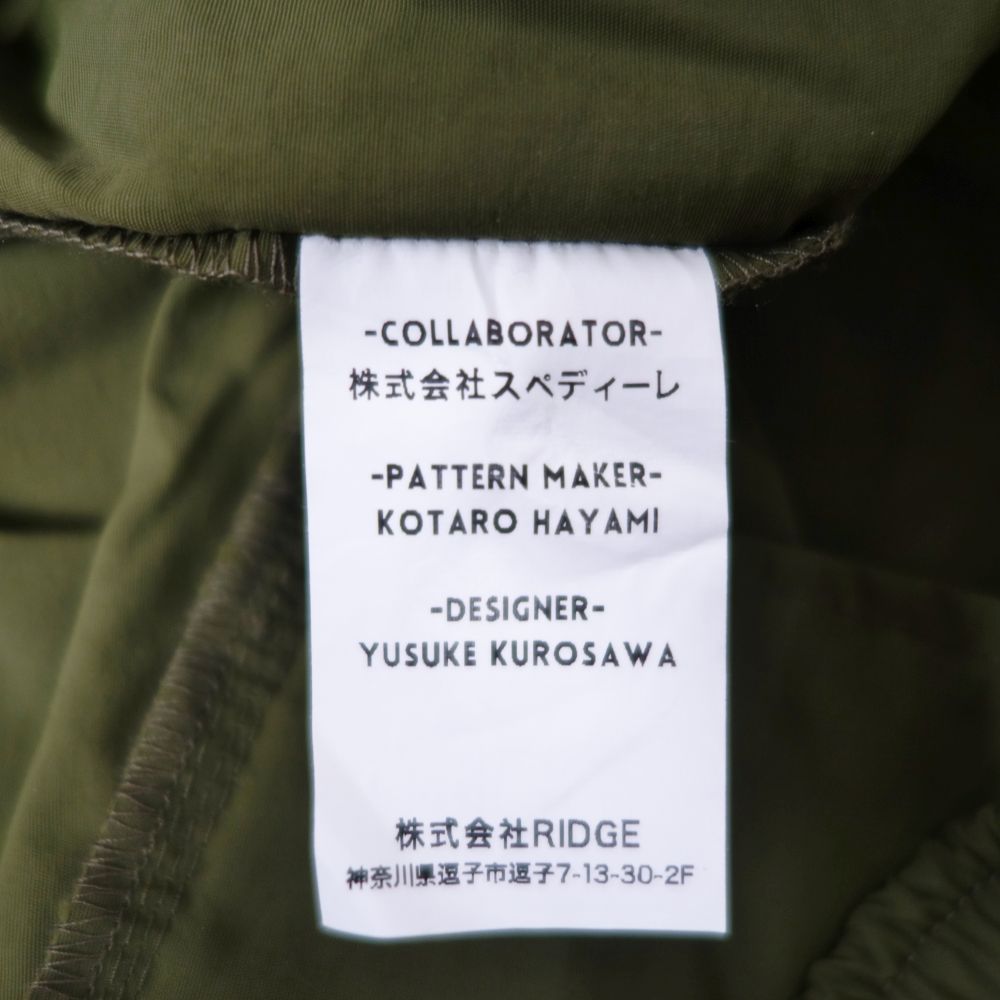 -COLLABORATOR-
株式会社スペディーレ
-PATTERN MAKER-
KOTARO HAYAMI
-DESIGNER-
YUSUKE KUROSAWA
株式会社RIDGE
神奈川県逗子市逗子7-13-30-2F